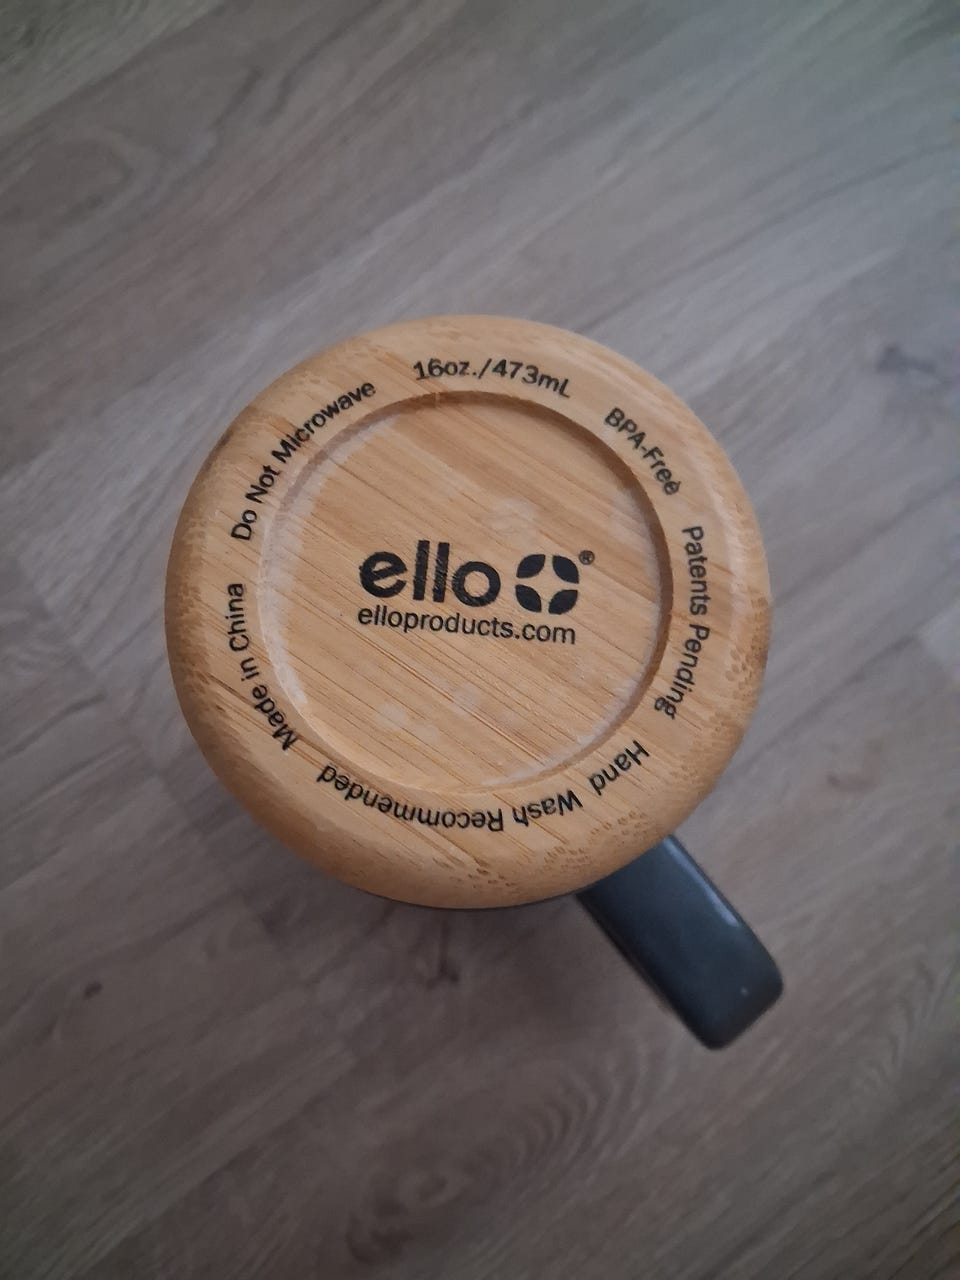 16oz./473mL
BPA-Free
Patents Pending
Hand Wash Recommended
Made in China
Do Not Microwave
ello®
elloproducts.com